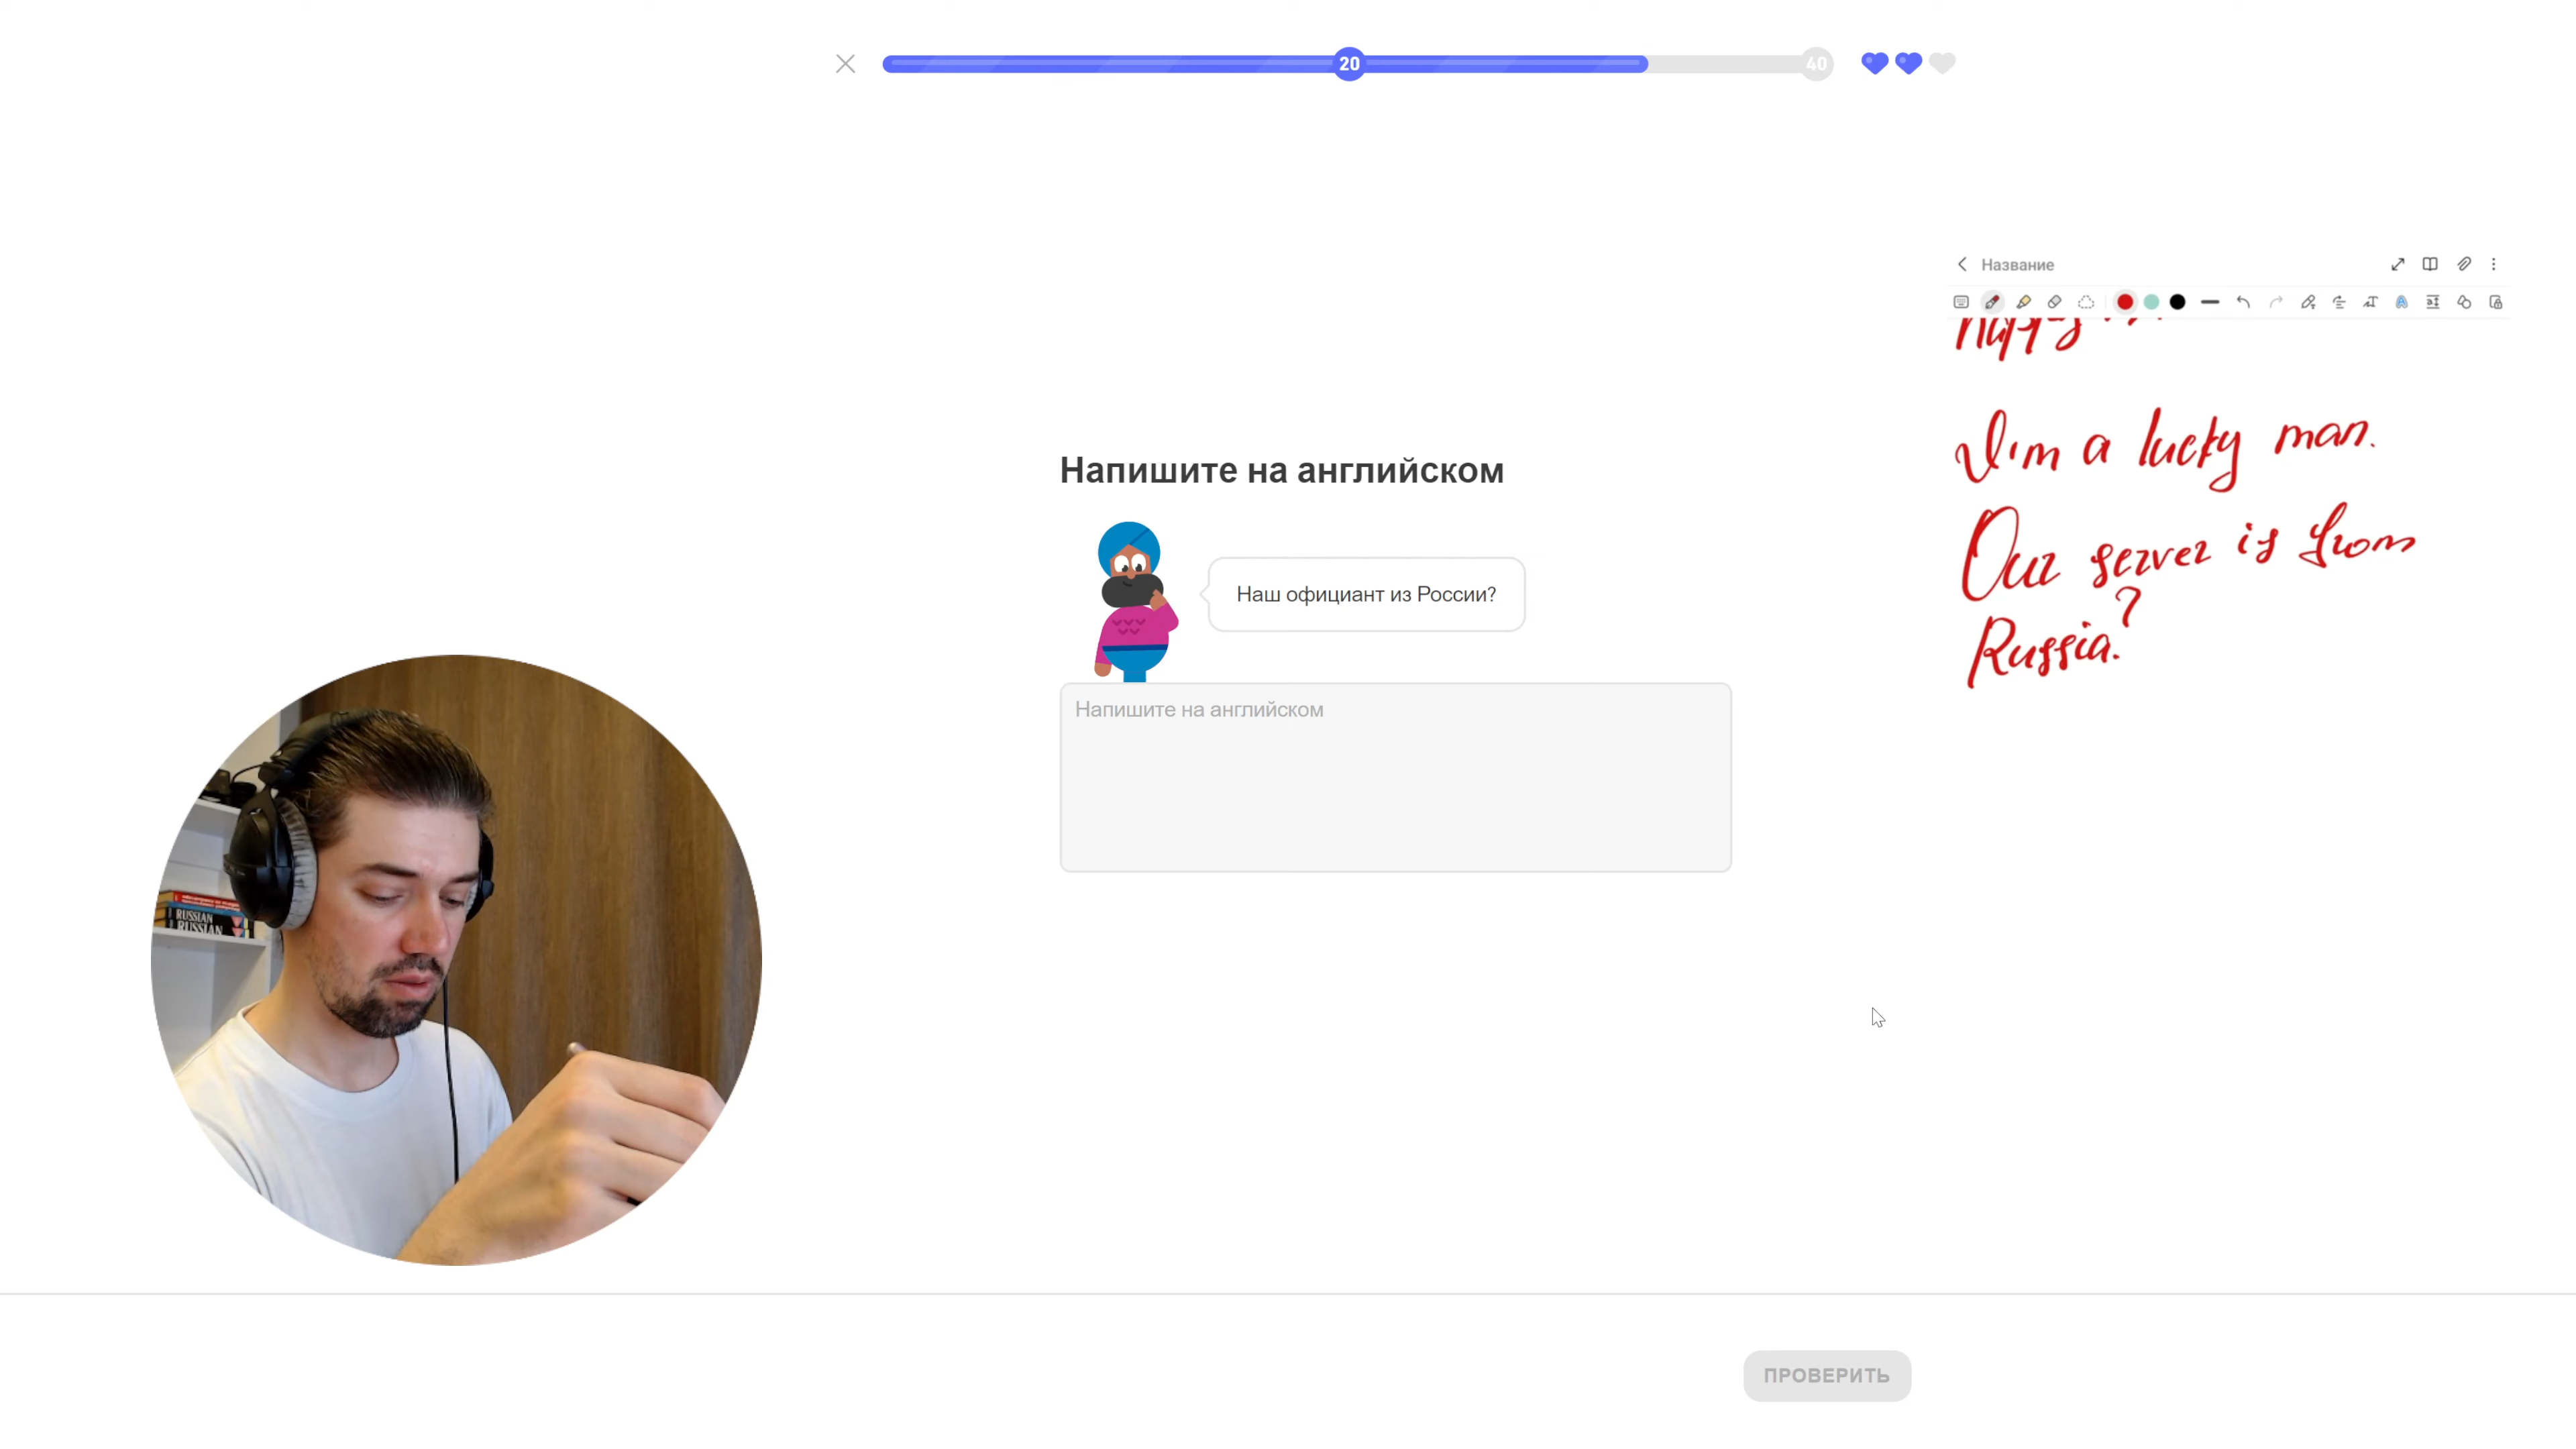 20
40
Название
I'm a lucky man.
Our server is from
Russia.?
Напишите на английском
Наш официант из России?
Напишите на английском
RUSSIAN
RUSSIAN
ПРОВЕРИТЬ